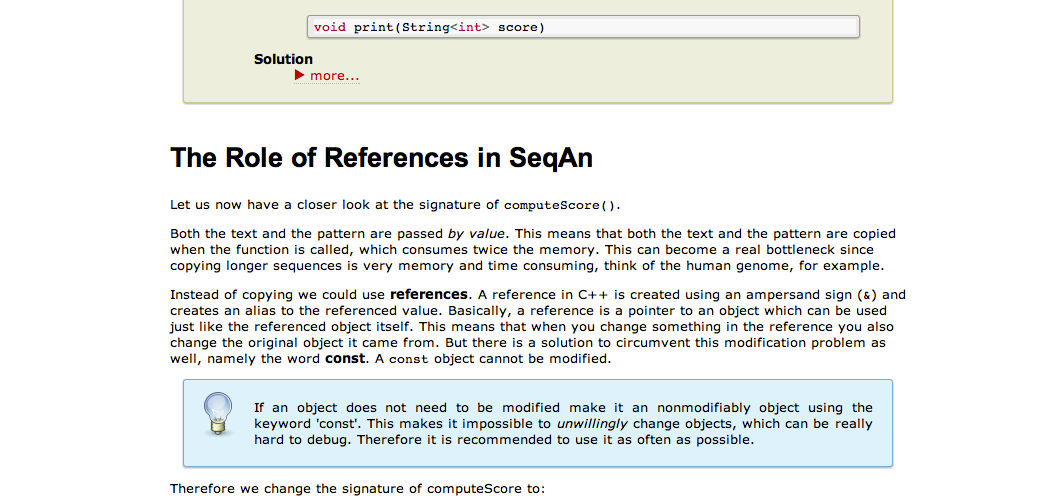 void print(String<int> score)
Solution
more...
The Role of References in SeqAn
Let us now have a closer look at the signature of computeScore().
Both the text and the pattern are passed by value. This means that both the text and the pattern are copied
when the function is called, which consumes twice the memory. This can become a real bottleneck since
copying longer sequences is very memory and time consuming, think of the human genome, for example.
Instead of copying we could use references. A reference in C++ is created using an ampersand sign (&) and
creates an alias to the referenced value. Basically, a reference is a pointer to an object which can be used
just like the referenced object itself. This means that when you change something in the reference you also
change the original object it came from. But there is a solution to circumvent this modification problem as
well, namely the word const. A const object cannot be modified.
If an object does not need to be modified make it an nonmodifiably object using the
keyword 'const'. This makes it impossible to unwillingly change objects, which can be really
hard to debug. Therefore it is recommended to use it as often as possible.
Therefore we change the signature of computeScore to: